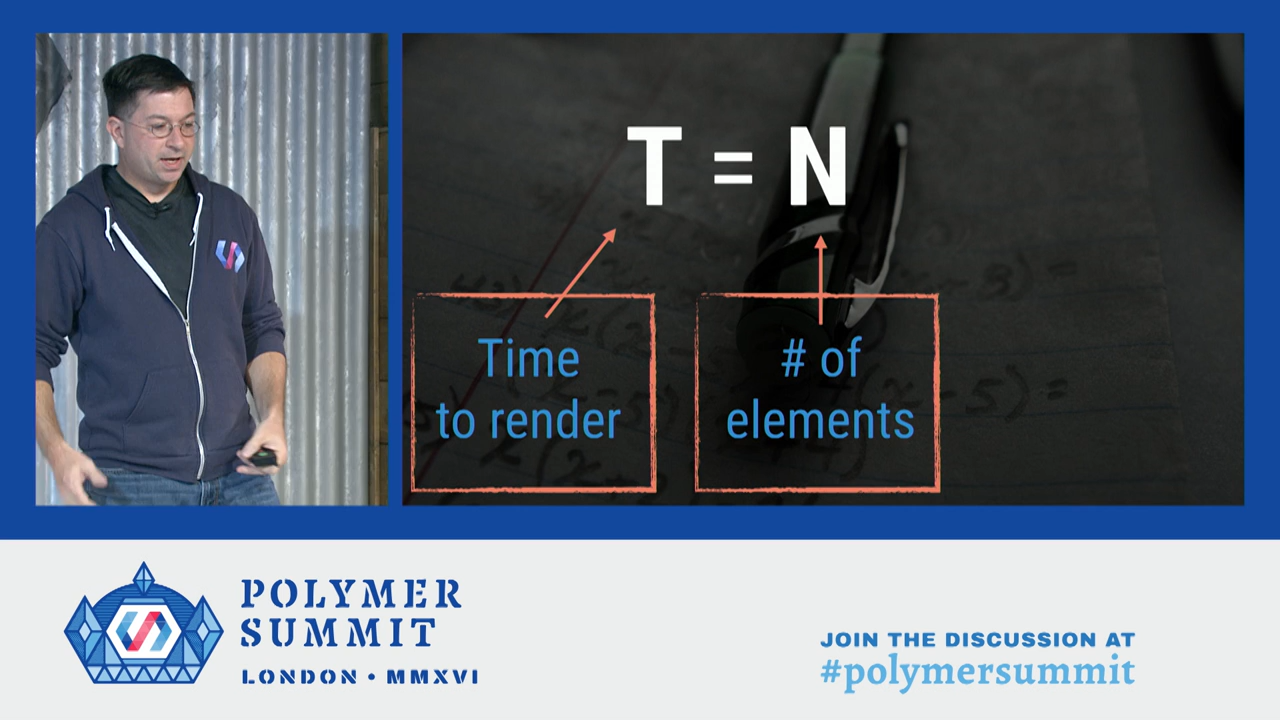 T = N
Time
to render
# of
elements
POLYMER
SUMMIT
LONDON • MMXVI
JOIN THE DISCUSSION AT
#polymersummit